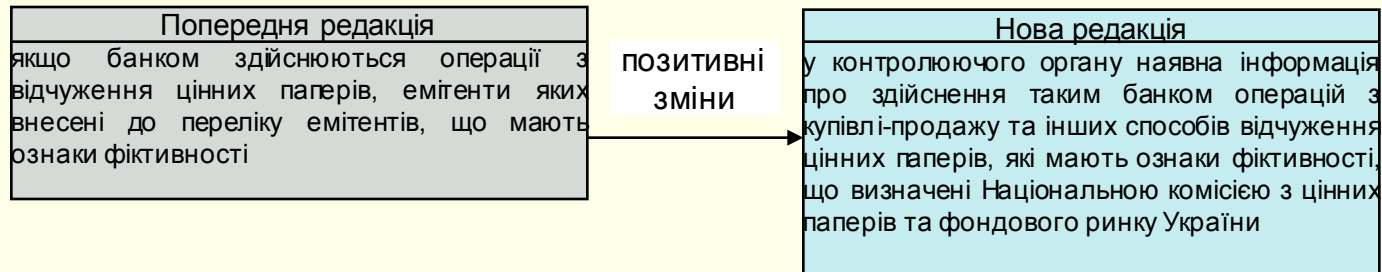 Попередня редакція
якщо банком здійснюються операції з
відчуження цінних паперів, емітенти яких
внесені до переліку емітентів, що мають
ознаки фіктивності
позитивні
зміни
Нова редакція
у контролюючого органу наявна інформація
про здійснення таким банком операцій з
купівлі-продажу та інших способів відчуження
цінних паперів, які мають ознаки фіктивності,
що визначені Національною комісією з цінних
паперів та фондового ринку України